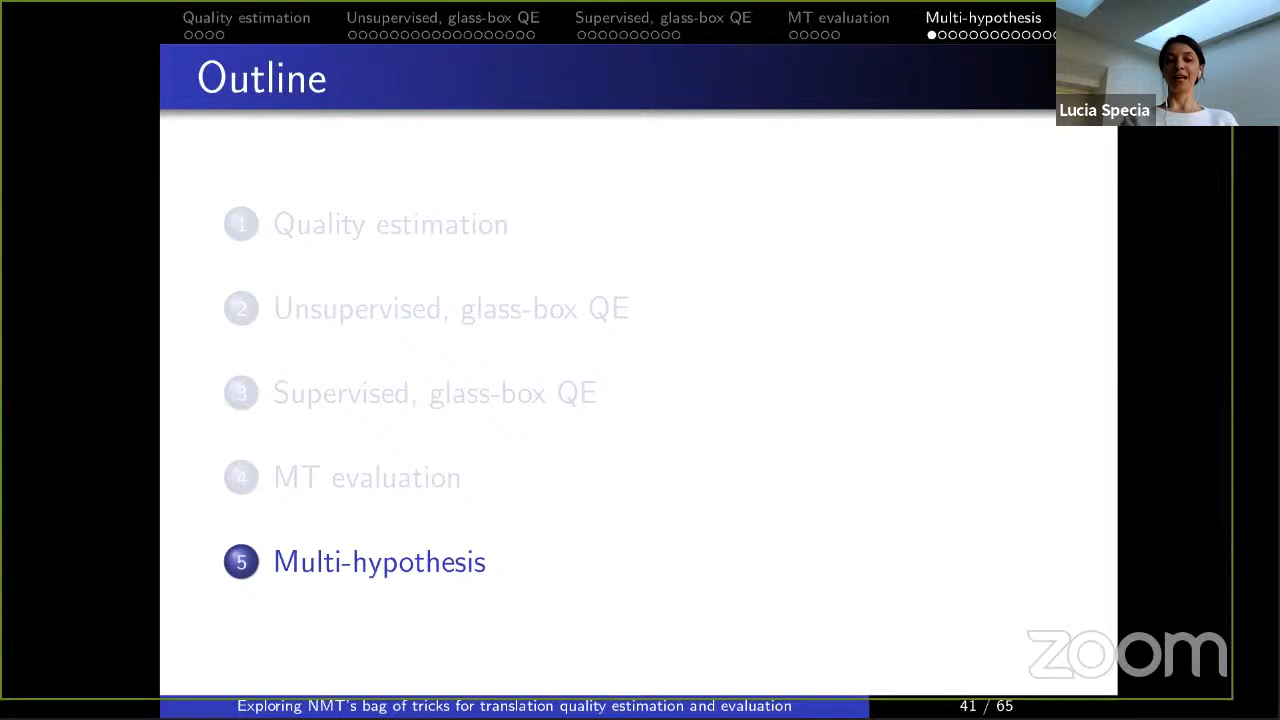 Quality estimation
Unsupervised, glass-box QE
Supervised, glass-box QE
MT evaluation
Multi-hypothesis
Outline
Lucia Specia
1 Quality estimation
2 Unsupervised, glass-box QE
3 Supervised, glass-box QE
4 MT evaluation
5 Multi-hypothesis
zoom
Exploring NMT's bag of tricks for translation quality estimation and evaluation
41 / 65